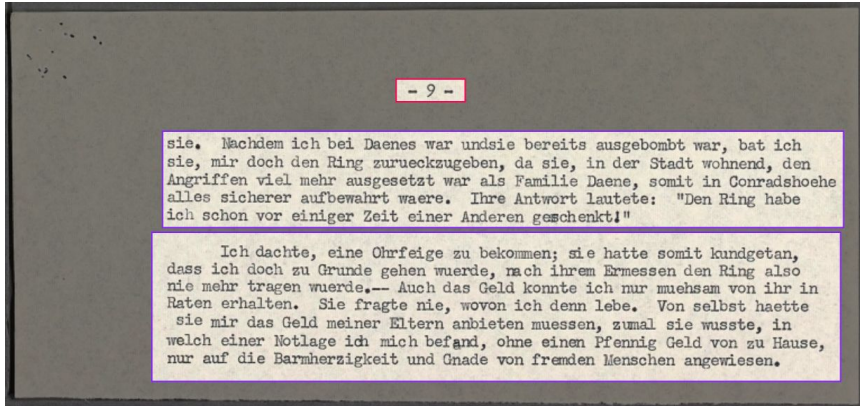 - 9 -
sie. Nachdem ich bei Daenes war undsie bereits ausgebombt war, bat ich
sie, mir doch den Ring zurueckzugeben, da sie, in der Stadt wohnend, den
Angriffen viel mehr ausgesetzt war als Familie Daene, somit in Conradshoehe
alles sicherer aufbewahrt waere. Ihre Antwort lautete: "Den Ring habe
ich schon vor einiger Zeit einer Anderen geschenkt!"
Ich dachte, eine Ohrfeige zu bekommen; sie hatte somit kundgetan,
dass ich doch zu Grunde gehen wuerde, nach ihrem Ermessen den Ring also
nie mehr tragen wuerde.-- Auch das Geld konnte ich nur muehsam von ihr in
Raten erhalten. Sie fragte nie, wovon ich denn lebe. Von selbst haette
sie mir das Geld meiner Eltern anbieten muessen, zumal sie wusste, in
welch einer Notlage ich mich befand, ohne einen Pfennig Geld von zu Hause,
nur auf die Barmherzigkeit und Gnade von fremden Menschen angewiesen.